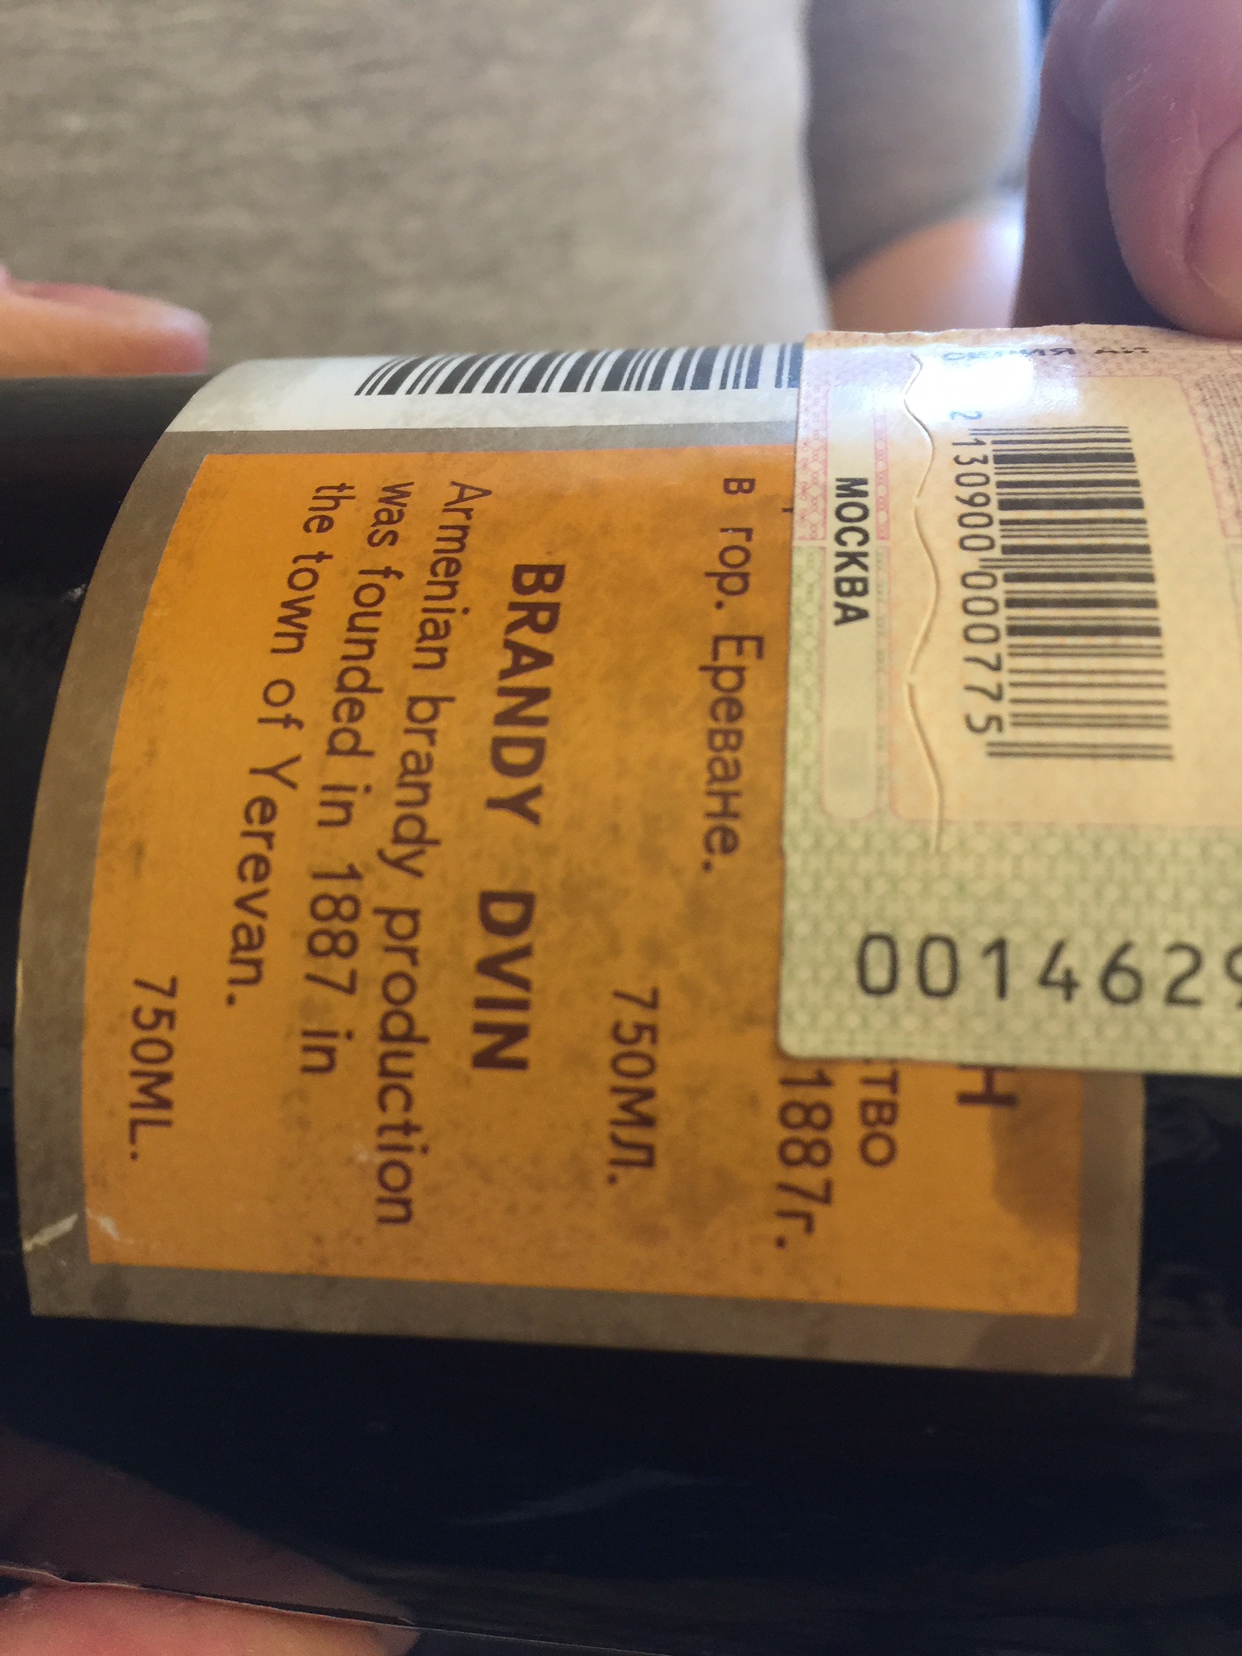 МОСКВА
2 130900 000775
0014629
Н
ТВО
1887г.
в гор. Ереване.
750МЛ.
BRANDY DVIN
Armenian brandy production
was founded in 1887 in
the town of Yerevan.
750ML.